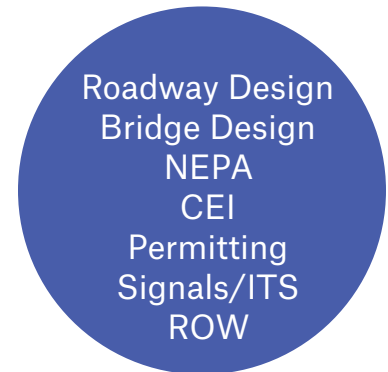 Roadway Design
Bridge Design
NEPA
CEI
Permitting
Signals/ITS
ROW